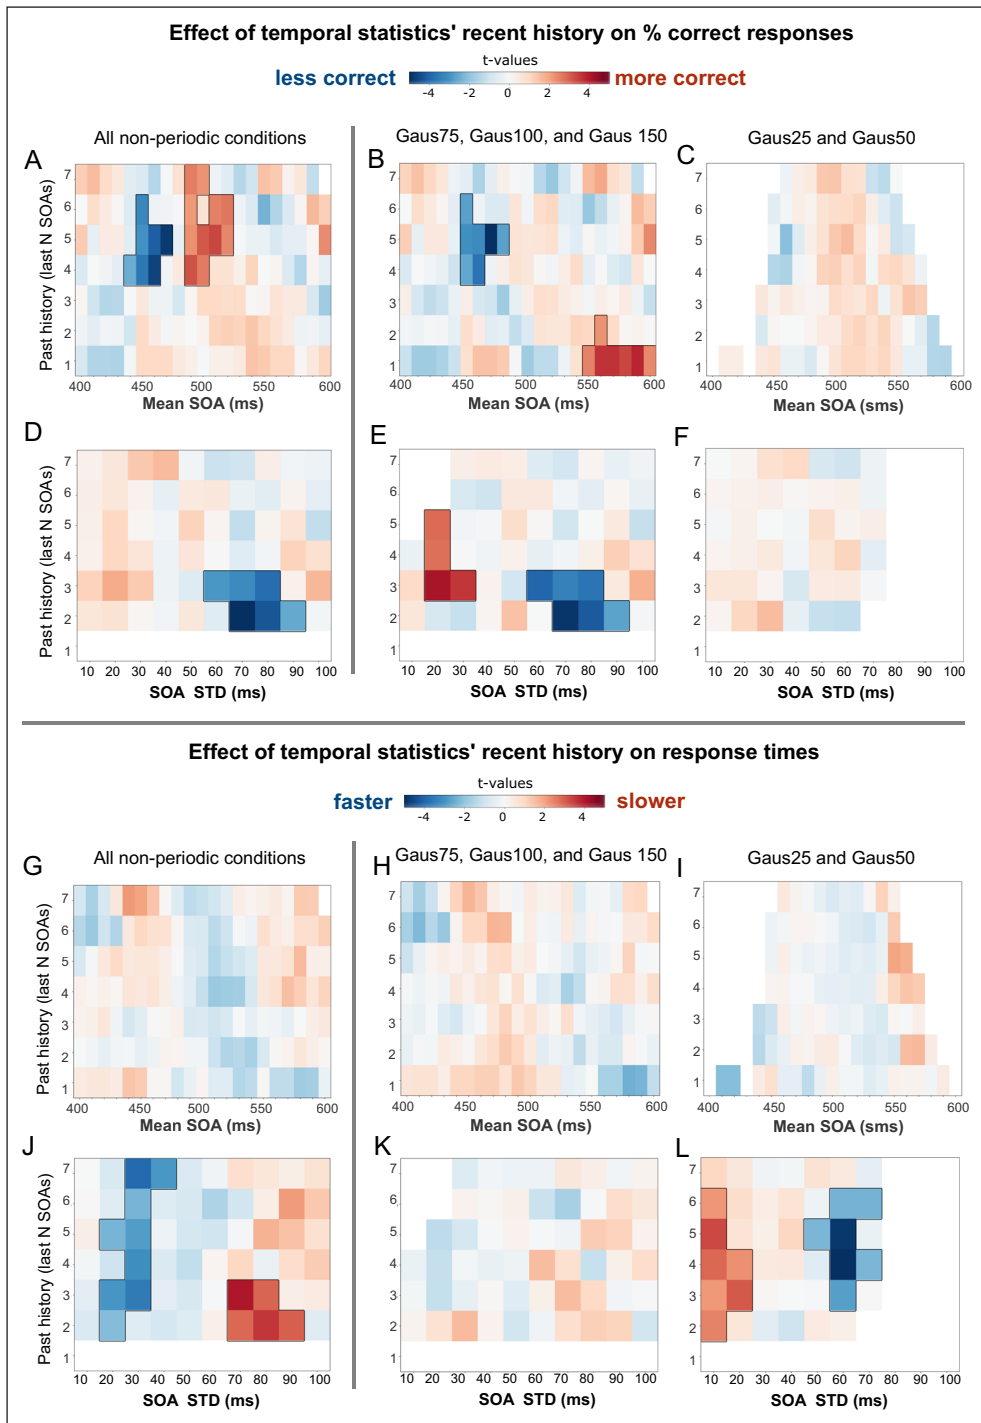 Effect of temporal statistics' recent history on % correct responses
t-values
less correct more correct
-4 -2 0 2 4
All non-periodic conditions
Gaus75, Gaus100, and Gaus 150
Gaus25 and Gaus50
A
B
C
Past history (last N SOAs)
7
6
5
4
3
2
1
400 450 500 550 600
Mean SOA (ms)
7
6
5
4
3
2
1
400 450 500 550 600
Mean SOA (ms)
7
6
5
4
3
2
1
400 450 500 550 600
Mean SOA (sms)
D
E
F
Past history (last N SOAs)
7
6
5
4
3
2
1
10 20 30 40 50 60 70 80 90 100
SOA STD (ms)
7
6
5
4
3
2
1
10 20 30 40 50 60 70 80 90 100
SOA STD (ms)
7
6
5
4
3
2
1
10 20 30 40 50 60 70 80 90 100
SOA STD (ms)
Effect of temporal statistics' recent history on response times
t-values
faster slower
-4 -2 0 2 4
All non-periodic conditions
Gaus75, Gaus100, and Gaus 150
Gaus25 and Gaus50
G
H
I
Past history (last N SOAs)
7
6
5
4
3
2
1
400 450 500 550 600
Mean SOA (ms)
7
6
5
4
3
2
1
400 450 500 550 600
Mean SOA (ms)
7
6
5
4
3
2
1
400 450 500 550 600
Mean SOA (sms)
J
K
L
Past history (last N SOAs)
7
6
5
4
3
2
1
10 20 30 40 50 60 70 80 90 100
SOA STD (ms)
7
6
5
4
3
2
1
10 20 30 40 50 60 70 80 90 100
SOA STD (ms)
7
6
5
4
3
2
1
10 20 30 40 50 60 70 80 90 100
SOA STD (ms)